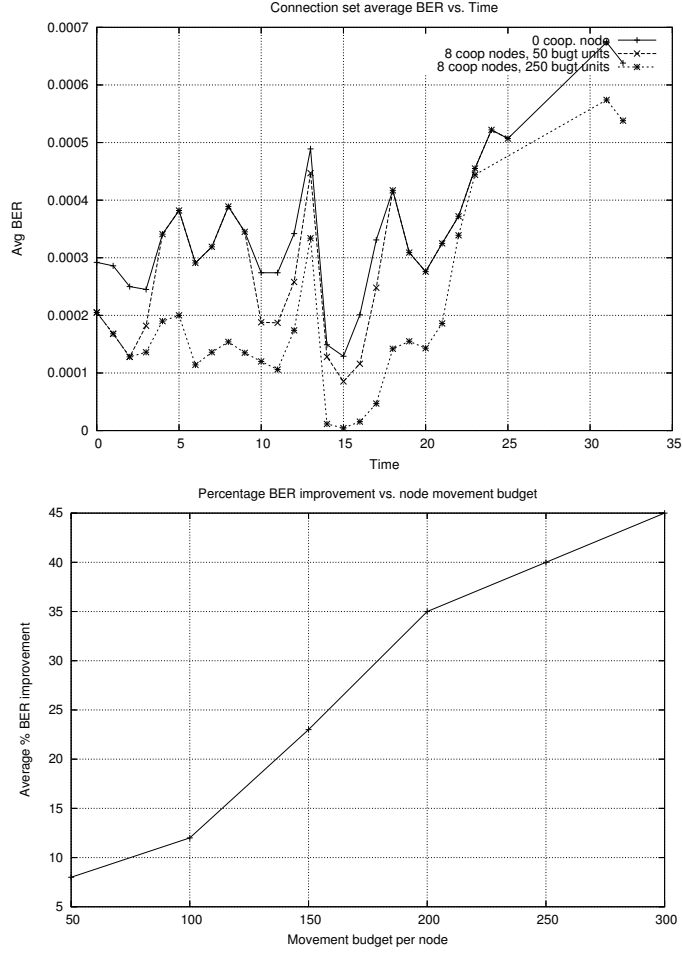 Connection set average BER vs. Time
0.0007
0.0006
0.0005
0.0004
0.0003
0.0002
0.0001
0
Avg BER
0 coop. node
8 coop nodes, 50 bugt units
8 coop nodes, 250 bugt units
0 5 10 15 20 25 30 35
Time
Percentage BER improvement vs. node movement budget
45
40
35
30
25
20
15
10
5
Average % BER improvement
50 100 150 200 250 300
Movement budget per node